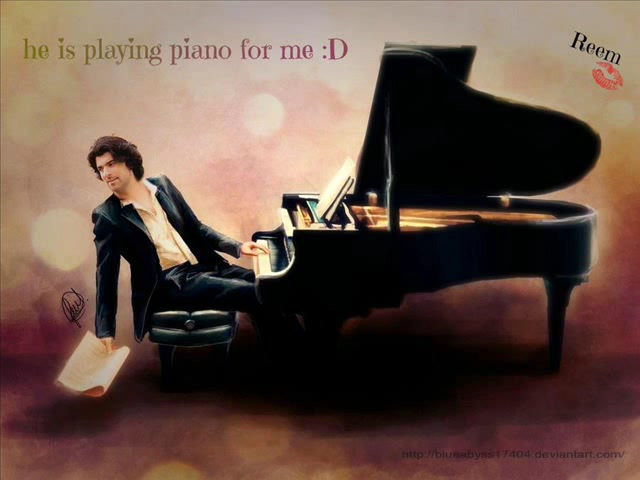 he is playing piano for me :D
Reem
http://blueabyss17404.deviantart.com/